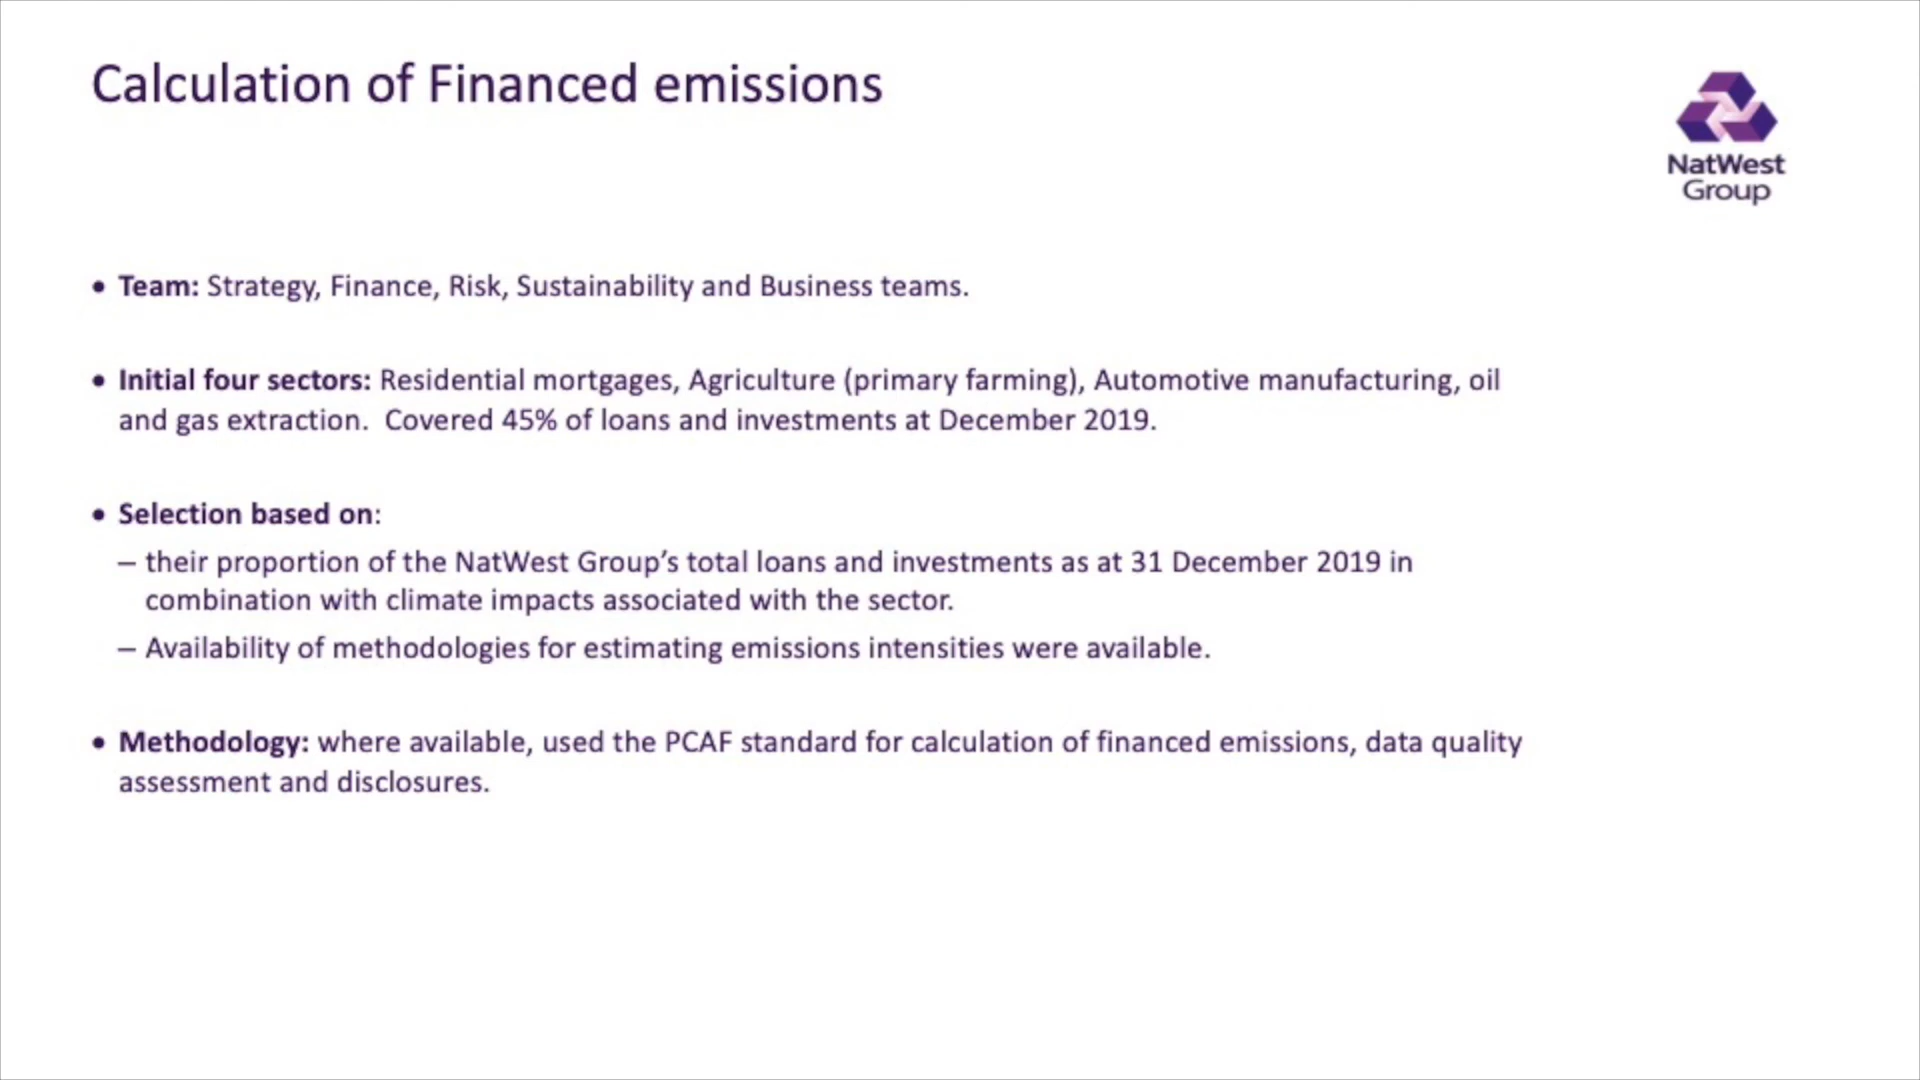 Calculation of Financed emissions
NatWest
Group
• Team: Strategy, Finance, Risk, Sustainability and Business teams.
• Initial four sectors: Residential mortgages, Agriculture (primary farming), Automotive manufacturing, oil
and gas extraction.  Covered 45% of loans and investments at December 2019.
• Selection based on:
– their proportion of the NatWest Group’s total loans and investments as at 31 December 2019 in
combination with climate impacts associated with the sector.
– Availability of methodologies for estimating emissions intensities were available.
• Methodology: where available, used the PCAF standard for calculation of financed emissions, data quality
assessment and disclosures.